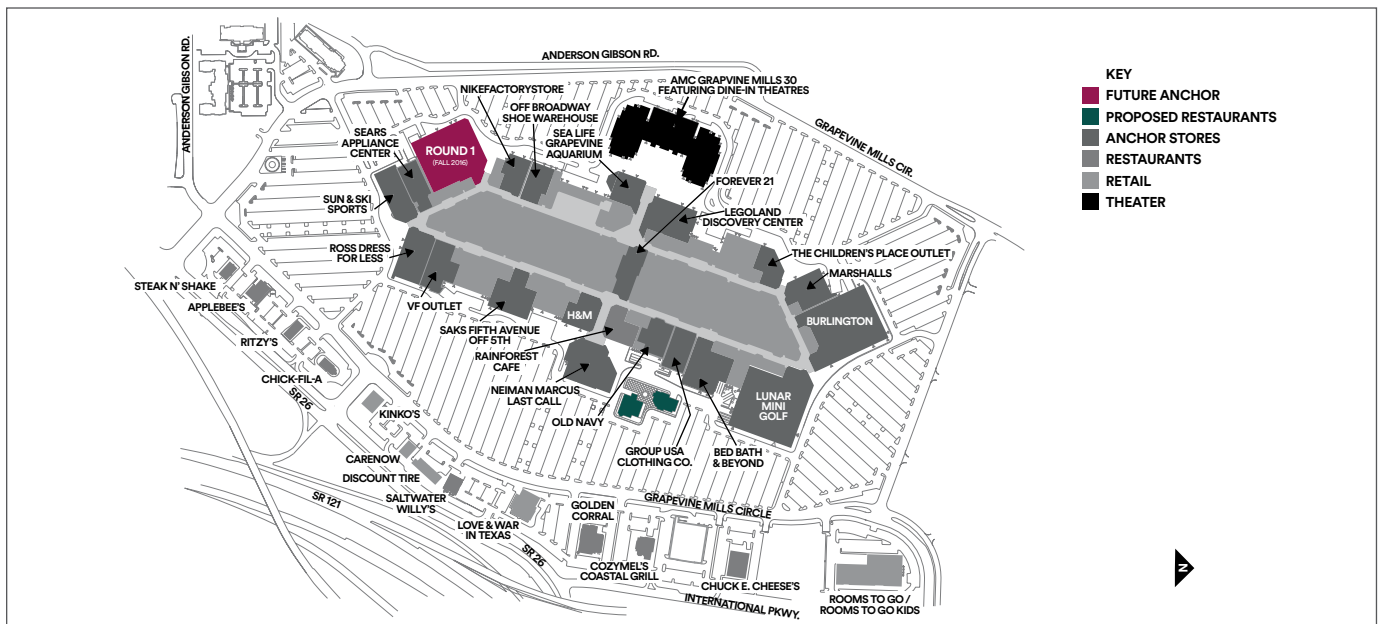 ANDERSON GIBSON RD.
ANDERSON GIBSON RD.
AMC GRAPVINE MILLS 30
FEATURING DINE-IN THEATRES
NIKEFACTORYSTORE
OFF BROADWAY
SHOE WAREHOUSE
SEA LIFE
GRAPEVINE
AQUARIUM
SEARS
APPLIANCE
CENTER
ROUND 1
(FALL 2016)
GRAPEVINE MILLS CIR.
FOREVER 21
SUN & SKI
SPORTS
LEGOLAND
DISCOVERY CENTER
ROSS DRESS
FOR LESS
THE CHILDREN'S PLACE OUTLET
MARSHALLS
STEAK N' SHAKE
APPLEBEE'S
VF OUTLET
H&M
BURLINGTON
SAKS FIFTH AVENUE
OFF 5TH
RITZY'S
RAINFOREST
CAFE
CHICK-FIL-A
NEIMAN MARCUS
LAST CALL
LUNAR
MINI
GOLF
SR 26
KINKO'S
OLD NAVY
GROUP USA
CLOTHING CO.
BED BATH
& BEYOND
CARENOW
DISCOUNT TIRE
SR 121
SALTWATER
WILLY'S
GRAPEVINE MILLS CIRCLE
LOVE & WAR
IN TEXAS
GOLDEN
CORRAL
SR 26
COZYMEL'S
COASTAL GRILL
CHUCK E. CHEESE'S
INTERNATIONAL PKWY.
ROOMS TO GO /
ROOMS TO GO KIDS
KEY
FUTURE ANCHOR
PROPOSED RESTAURANTS
ANCHOR STORES
RESTAURANTS
RETAIL
THEATER
N